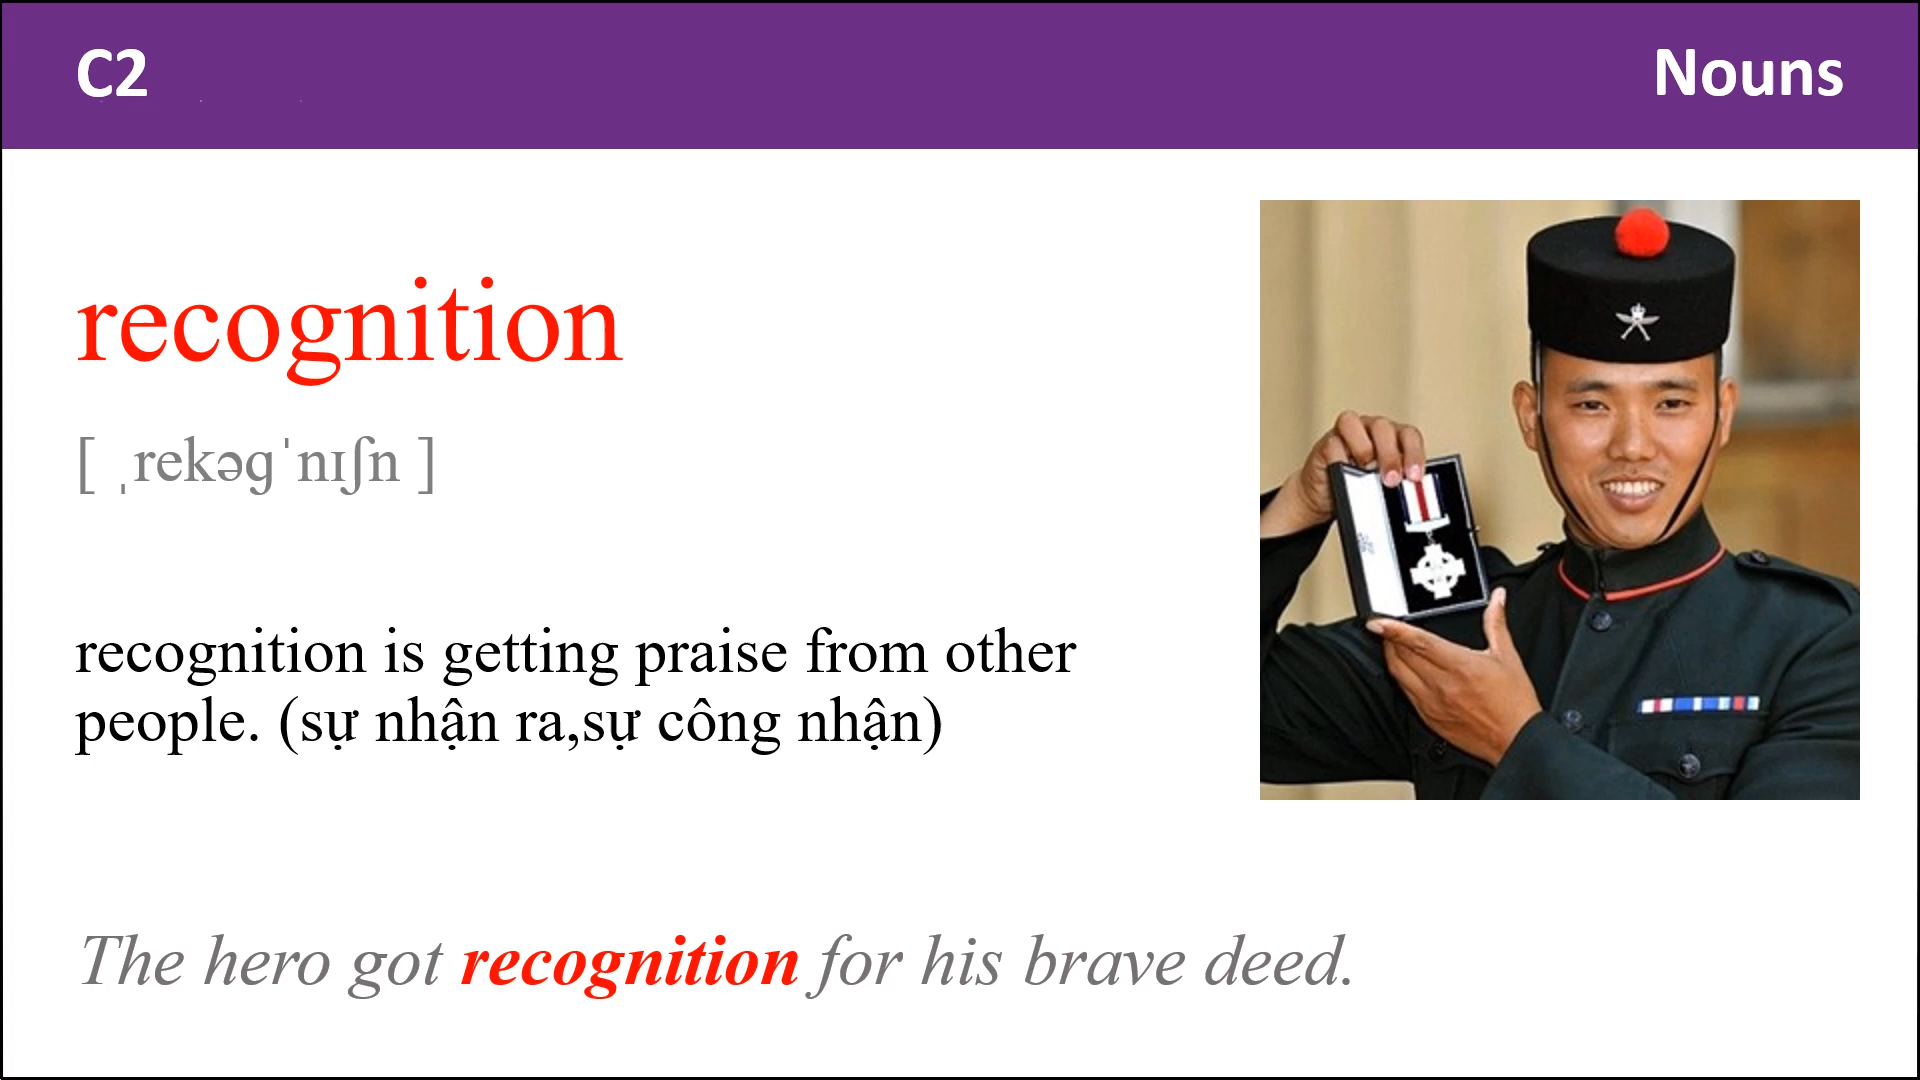 C2
Nouns
recognition
[ ˌrekəɡˈnɪʃn ]
recognition is getting praise from other
people. (sự nhận ra,sự công nhận)
The hero got recognition for his brave deed.